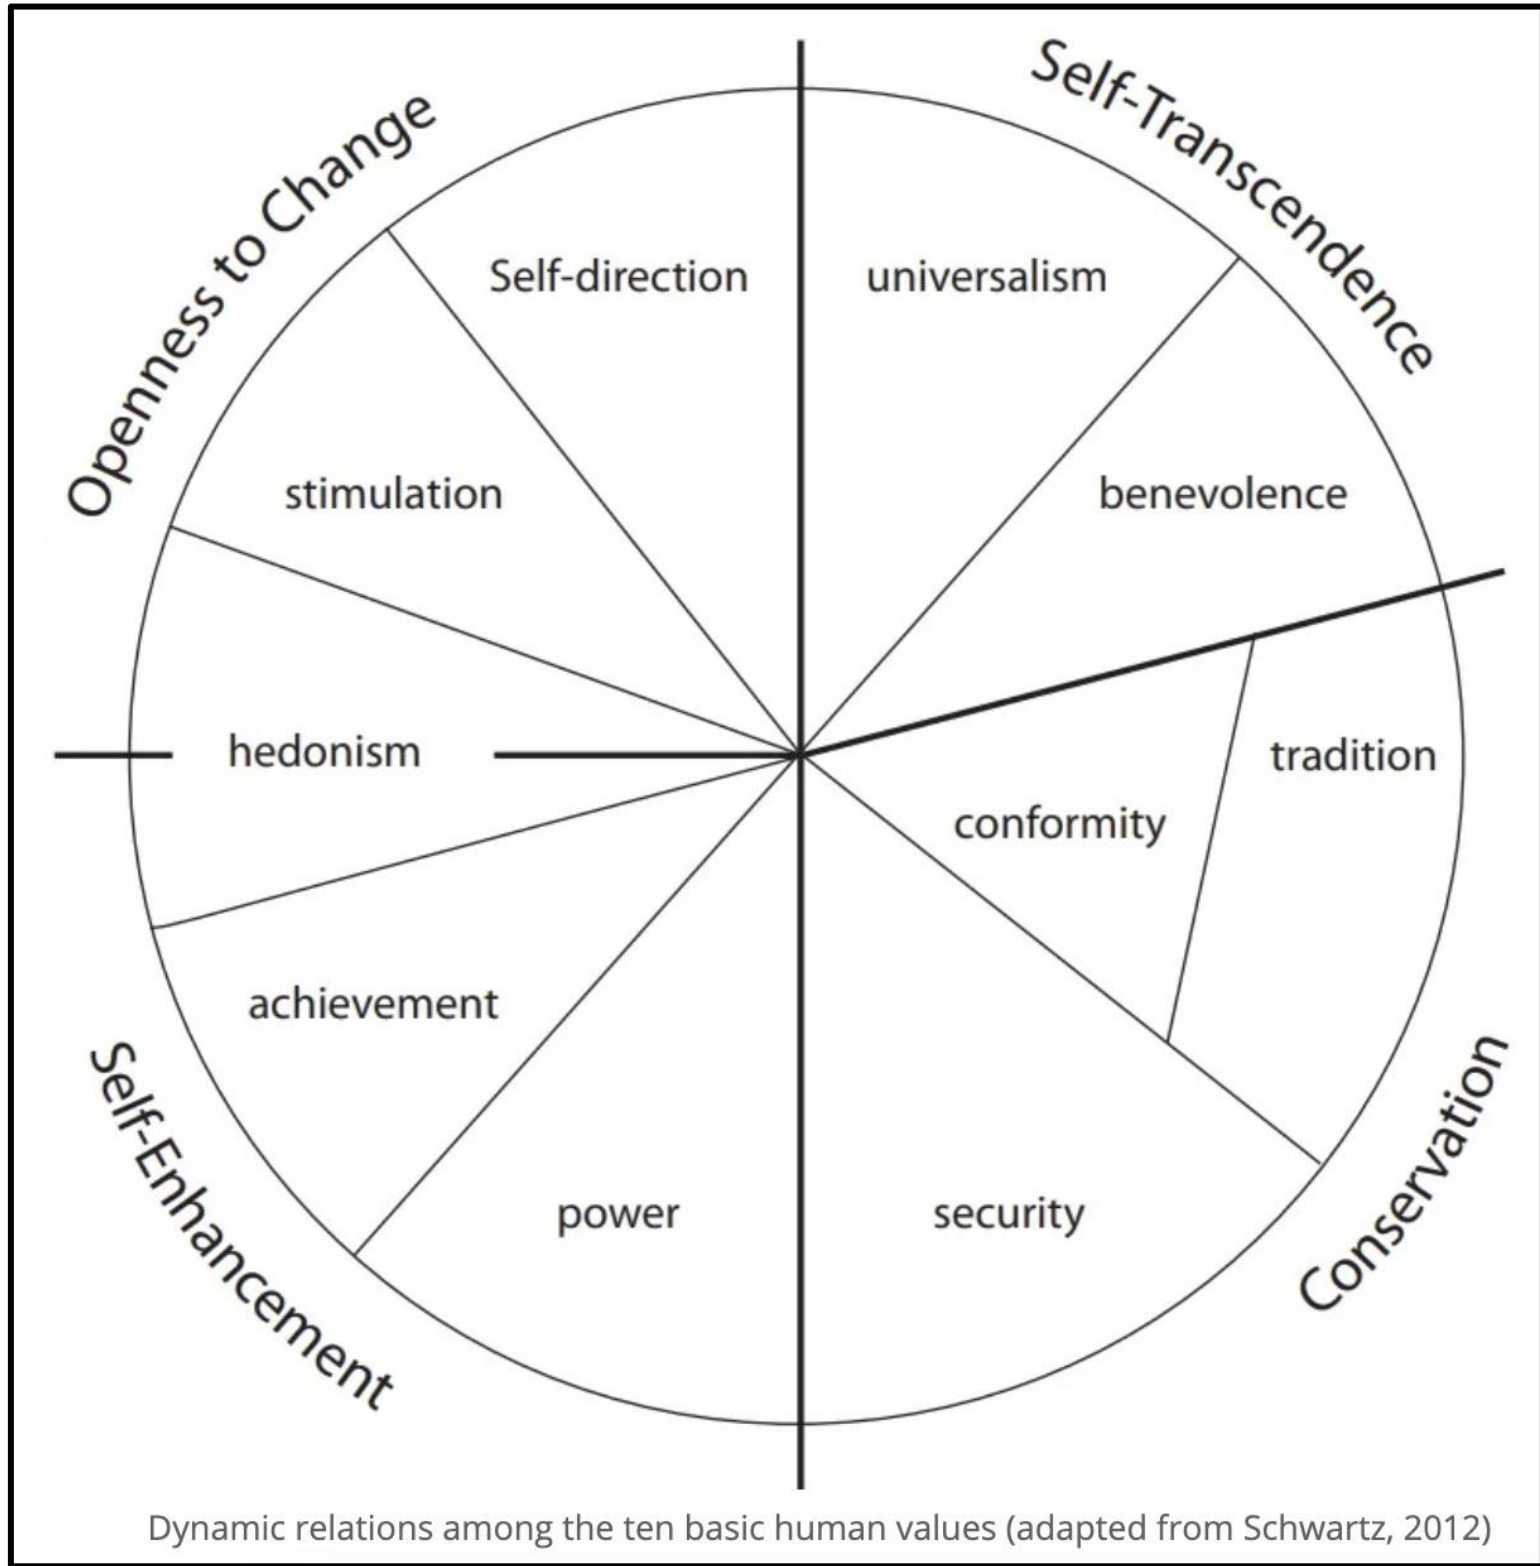 Openness to Change
Self-Transcendence
Self-direction
universalism
stimulation
benevolence
hedonism
tradition
conformity
achievement
power
security
Self-Enhancement
Conservation
Dynamic relations among the ten basic human values (adapted from Schwartz, 2012)